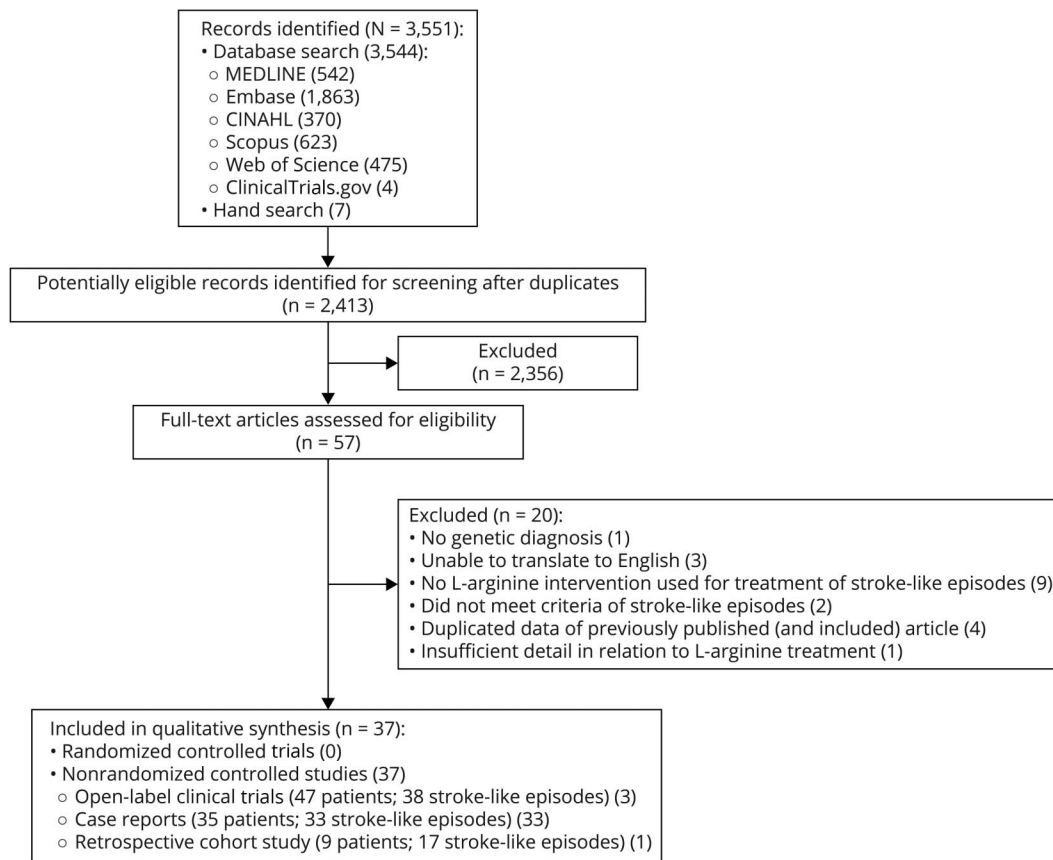 Records identified (N = 3,551):
• Database search (3,544):
○ MEDLINE (542)
○ Embase (1,863)
○ CINAHL (370)
○ Scopus (623)
○ Web of Science (475)
○ ClinicalTrials.gov (4)
• Hand search (7)
Potentially eligible records identified for screening after duplicates
(n = 2,413)
Excluded
(n = 2,356)
Full-text articles assessed for eligibility
(n = 57)
Excluded (n = 20):
• No genetic diagnosis (1)
• Unable to translate to English (3)
• No L-arginine intervention used for treatment of stroke-like episodes (9)
• Did not meet criteria of stroke-like episodes (2)
• Duplicated data of previously published (and included) article (4)
• Insufficient detail in relation to L-arginine treatment (1)
Included in qualitative synthesis (n = 37):
• Randomized controlled trials (0)
• Nonrandomized controlled studies (37)
○ Open-label clinical trials (47 patients; 38 stroke-like episodes) (3)
○ Case reports (35 patients; 33 stroke-like episodes) (33)
○ Retrospective cohort study (9 patients; 17 stroke-like episodes) (1)